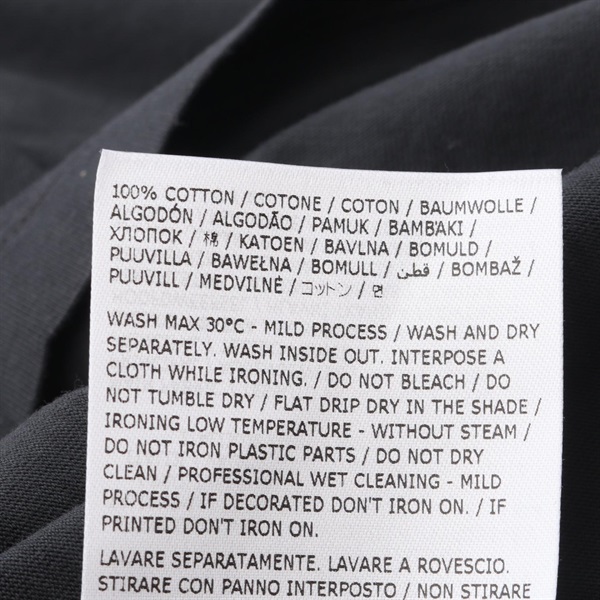 100% COTTON / COTONE / COTON / BAUMWOLLE /
ALGODÓN / ALGODÃO / PAMUK / BAMBAKI /
ХЛОПОК / 棉 / KATOEN / BAVLNA / BOMULD /
PUUVILLA / BAWEŁNA / BOMULL / قطن / BOMBAŽ /
PUUVILL / MEDVILNĖ / コットン / 면
WASH MAX 30°C - MILD PROCESS / WASH AND DRY
SEPARATELY. WASH INSIDE OUT. INTERPOSE A
CLOTH WHILE IRONING. / DO NOT BLEACH / DO
NOT TUMBLE DRY / FLAT DRIP DRY IN THE SHADE /
IRONING LOW TEMPERATURE - WITHOUT STEAM /
DO NOT IRON PLASTIC PARTS / DO NOT DRY
CLEAN / PROFESSIONAL WET CLEANING - MILD
PROCESS / IF DECORATED DON'T IRON ON. / IF
PRINTED DON'T IRON ON.
LAVARE SEPARATAMENTE. LAVARE A ROVESCIO.
STIRARE CON PANNO INTERPOSTO / NON STIRARE